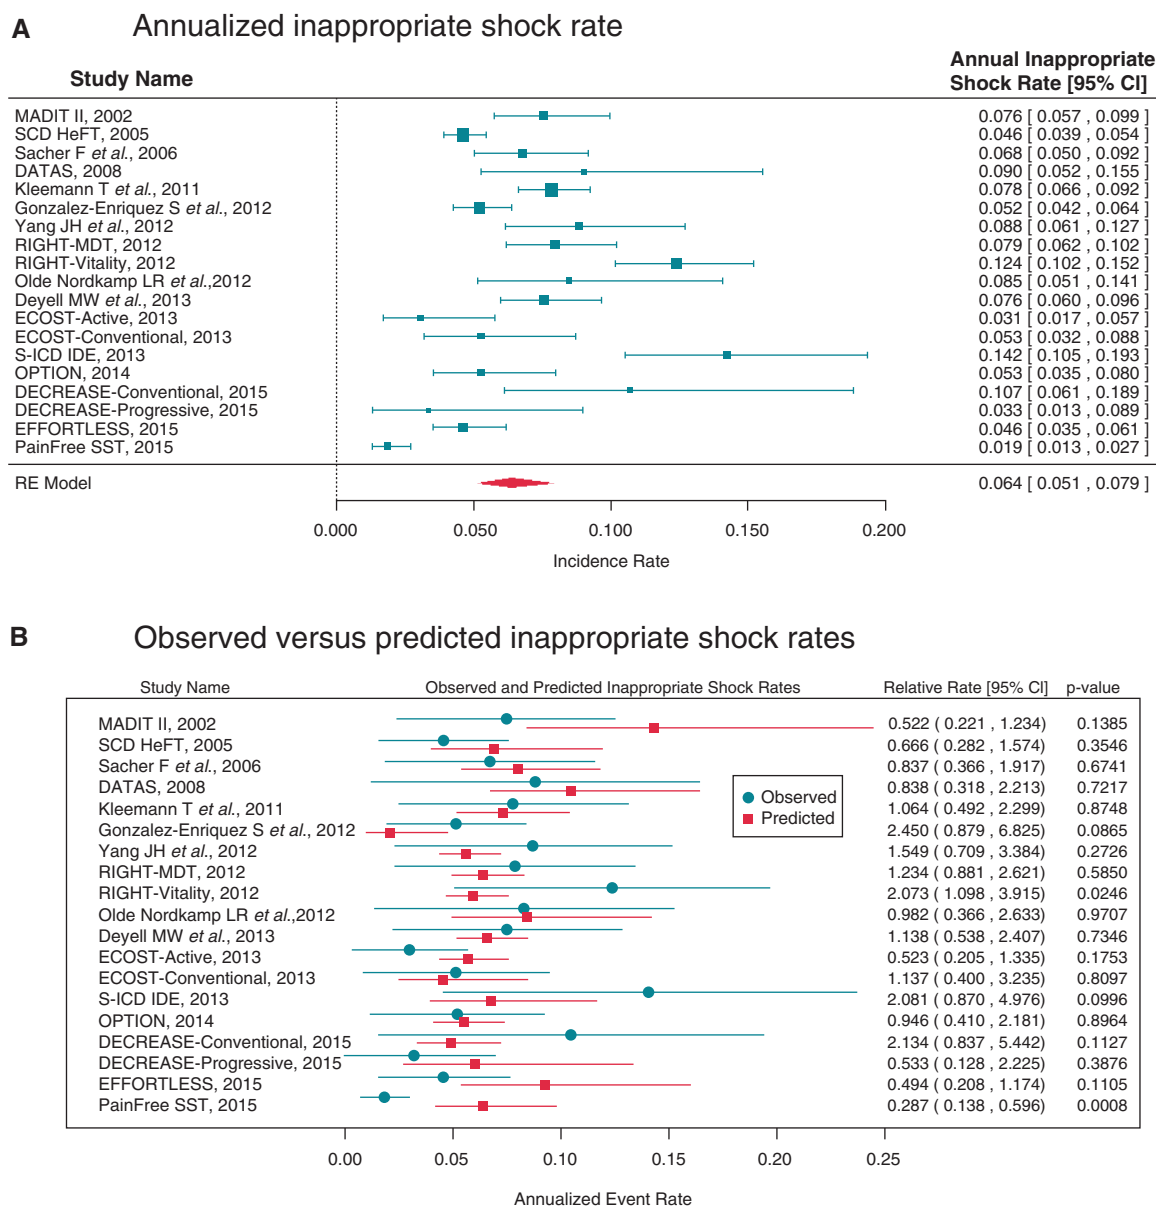 A Annualized inappropriate shock rate
Study Name
Annual Inappropriate
Shock Rate [95% CI]
MADIT II, 2002 0.076 [ 0.057 , 0.099 ]
SCD HeFT, 2005 0.046 [ 0.039 , 0.054 ]
Sacher F et al., 2006 0.068 [ 0.050 , 0.092 ]
DATAS, 2008 0.090 [ 0.052 , 0.155 ]
Kleemann T et al., 2011 0.078 [ 0.066 , 0.092 ]
Gonzalez-Enriquez S et al., 2012 0.052 [ 0.042 , 0.064 ]
Yang JH et al., 2012 0.088 [ 0.061 , 0.127 ]
RIGHT-MDT, 2012 0.079 [ 0.062 , 0.102 ]
RIGHT-Vitality, 2012 0.124 [ 0.102 , 0.152 ]
Olde Nordkamp LR et al.,2012 0.085 [ 0.051 , 0.141 ]
Deyell MW et al., 2013 0.076 [ 0.060 , 0.096 ]
ECOST-Active, 2013 0.031 [ 0.017 , 0.057 ]
ECOST-Conventional, 2013 0.053 [ 0.032 , 0.088 ]
S-ICD IDE, 2013 0.142 [ 0.105 , 0.193 ]
OPTION, 2014 0.053 [ 0.035 , 0.080 ]
DECREASE-Conventional, 2015 0.107 [ 0.061 , 0.189 ]
DECREASE-Progressive, 2015 0.033 [ 0.013 , 0.089 ]
EFFORTLESS, 2015 0.046 [ 0.035 , 0.061 ]
PainFree SST, 2015 0.019 [ 0.013 , 0.027 ]
RE Model 0.064 [ 0.051 , 0.079 ]
0.000 0.050 0.100 0.150 0.200
Incidence Rate
B Observed versus predicted inappropriate shock rates
Study Name Observed and Predicted Inappropriate Shock Rates Relative Rate [95% CI] p-value
MADIT II, 2002 0.522 ( 0.221 , 1.234) 0.1385
SCD HeFT, 2005 0.666 ( 0.282 , 1.574) 0.3546
Sacher F et al., 2006 0.837 ( 0.366 , 1.917) 0.6741
DATAS, 2008 0.838 ( 0.318 , 2.213) 0.7217
Kleemann T et al., 2011 1.064 ( 0.492 , 2.299) 0.8748
Gonzalez-Enriquez S et al., 2012 2.450 ( 0.879 , 6.825) 0.0865
Yang JH et al., 2012 1.549 ( 0.709 , 3.384) 0.2726
RIGHT-MDT, 2012 1.234 ( 0.881 , 2.621) 0.5850
RIGHT-Vitality, 2012 2.073 ( 1.098 , 3.915) 0.0246
Olde Nordkamp LR et al.,2012 0.982 ( 0.366 , 2.633) 0.9707
Deyell MW et al., 2013 1.138 ( 0.538 , 2.407) 0.7346
ECOST-Active, 2013 0.523 ( 0.205 , 1.335) 0.1753
ECOST-Conventional, 2013 1.137 ( 0.400 , 3.235) 0.8097
S-ICD IDE, 2013 2.081 ( 0.870 , 4.976) 0.0996
OPTION, 2014 0.946 ( 0.410 , 2.181) 0.8964
DECREASE-Conventional, 2015 2.134 ( 0.837 , 5.442) 0.1127
DECREASE-Progressive, 2015 0.533 ( 0.128 , 2.225) 0.3876
EFFORTLESS, 2015 0.494 ( 0.208 , 1.174) 0.1105
PainFree SST, 2015 0.287 ( 0.138 , 0.596) 0.0008
Observed
Predicted
0.00 0.05 0.10 0.15 0.20 0.25
Annualized Event Rate